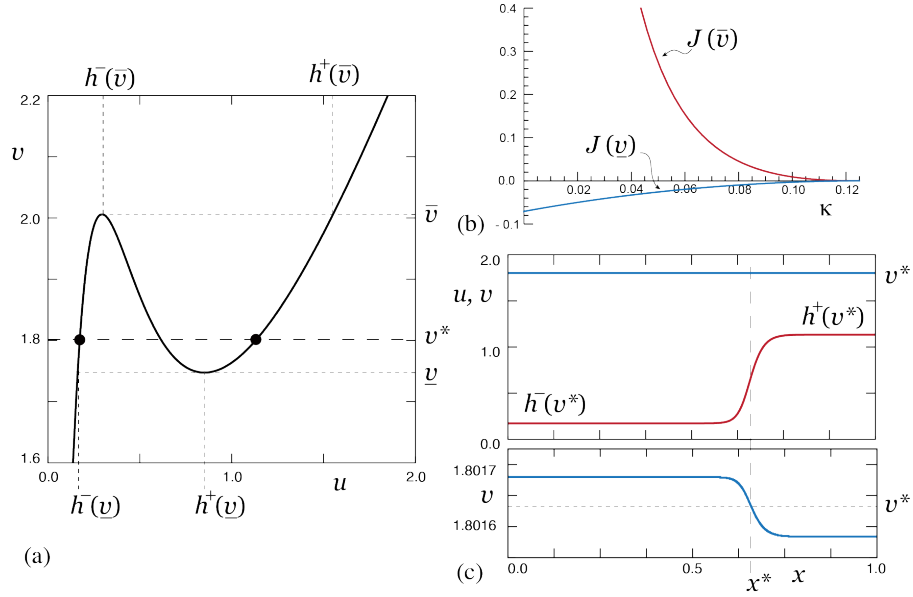 h⁻(v̄) h⁺(v̄)
2.2
v
2.0 v̄
1.8 v*
v̲
1.6
0.0 1.0 u 2.0
h⁻(v̲) h⁺(v̲)
(a)
0.4
0.3
0.2
0.1
0.0
- 0.1
J(v̄)
J(v̲)
0.02 0.04 0.06 0.08 0.10 0.12
κ
(b)
2.0
v*
u, v
h⁺(v*)
1.0
h⁻(v*)
0.0
1.8017
v v*
1.8016
0.0 0.5 x* x 1.0
(c)